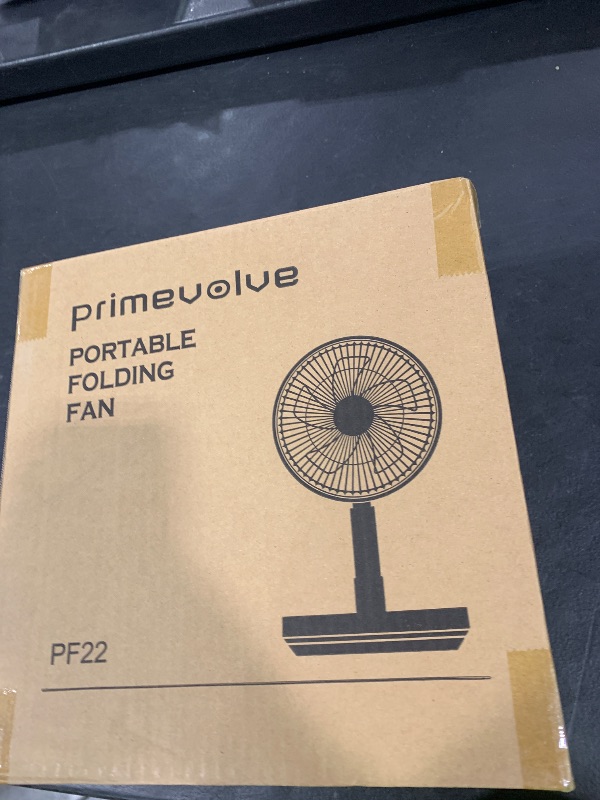 primevolve
PORTABLE
FOLDING
FAN
PF22